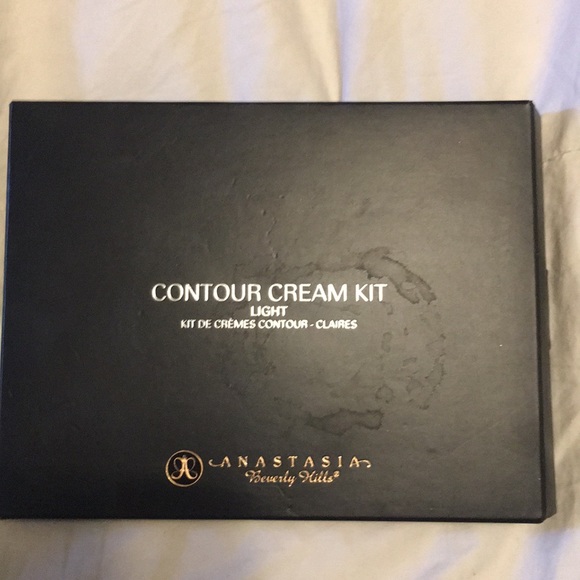 CONTOUR CREAM KIT
LIGHT
KIT DE CRÈMES CONTOUR - CLAIRES
ANASTASIA
Beverly Hills®